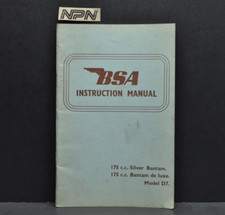 NPN
BSA
INSTRUCTION MANUAL
175 c.c. Silver Bantam.
175 c.c. Bantam de luxe.
Model D7.